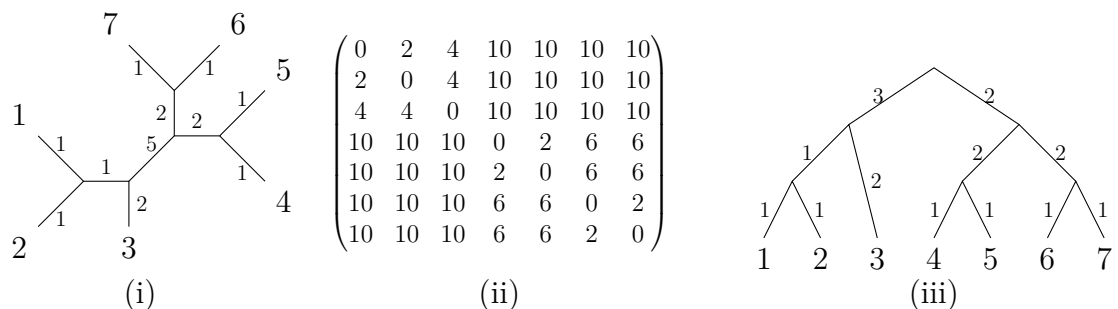 7 6
1 1
5
1
1
2 2
5
1
1 1
1 2
2 3 4
(i)
0 2 4 10 10 10 10
2 0 4 10 10 10 10
4 4 0 10 10 10 10
10 10 10 0 2 6 6
10 10 10 2 0 6 6
10 10 10 6 6 0 2
10 10 10 6 6 2 0
(ii)
3 2
1 2 2 2
1 1 1 1 1 1
1 2 3 4 5 6 7
(iii)